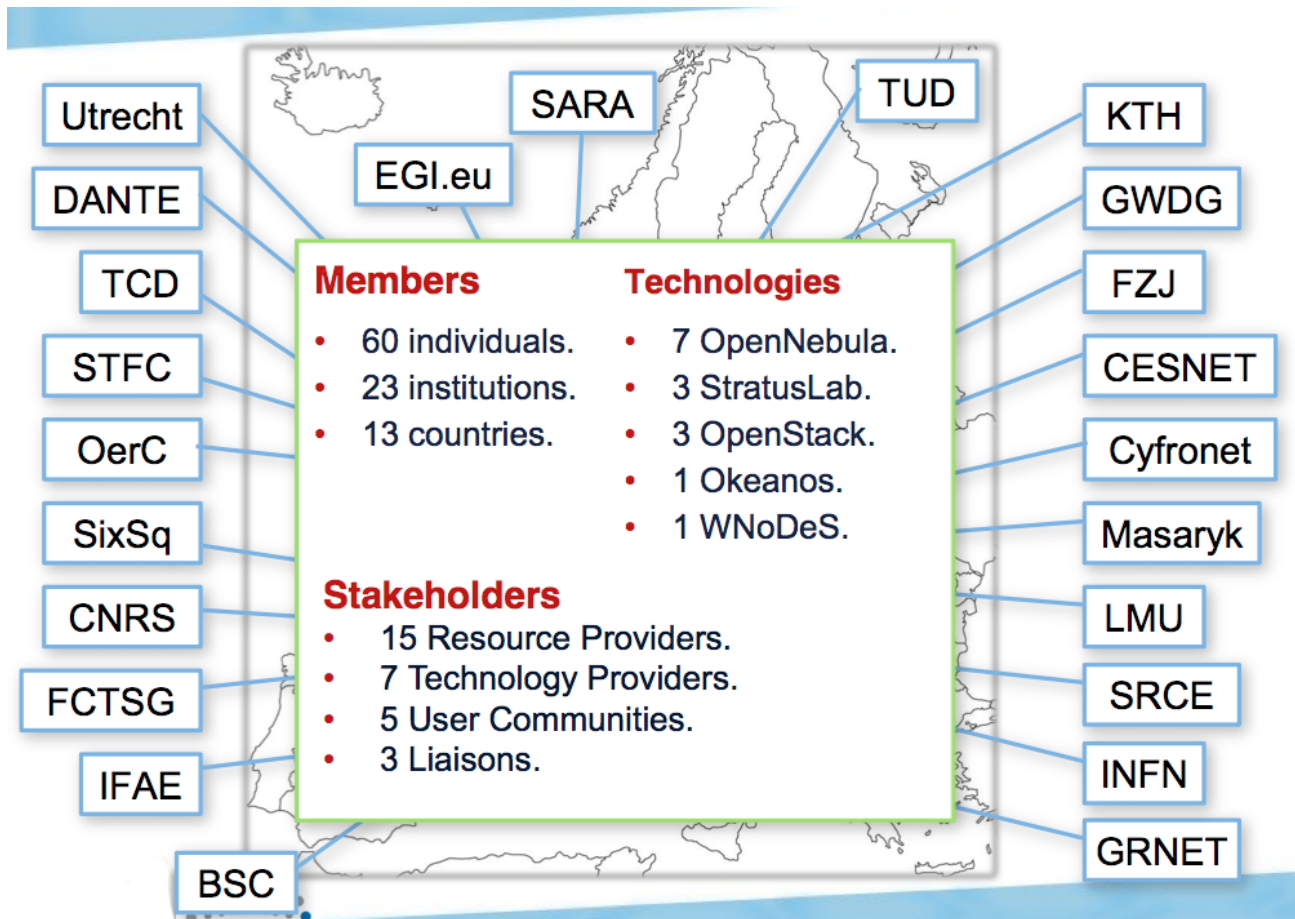 Utrecht
DANTE
TCD
STFC
OerC
SixSq
CNRS
FCTSG
IFAE
BSC
EGI.eu
SARA
TUD
KTH
GWDG
FZJ
CESNET
Cyfronet
Masaryk
LMU
SRCE
INFN
GRNET
Members
• 60 individuals.
• 23 institutions.
• 13 countries.
Technologies
• 7 OpenNebula.
• 3 StratusLab.
• 3 OpenStack.
• 1 Okeanos.
• 1 WNoDeS.
Stakeholders
• 15 Resource Providers.
• 7 Technology Providers.
• 5 User Communities.
• 3 Liaisons.